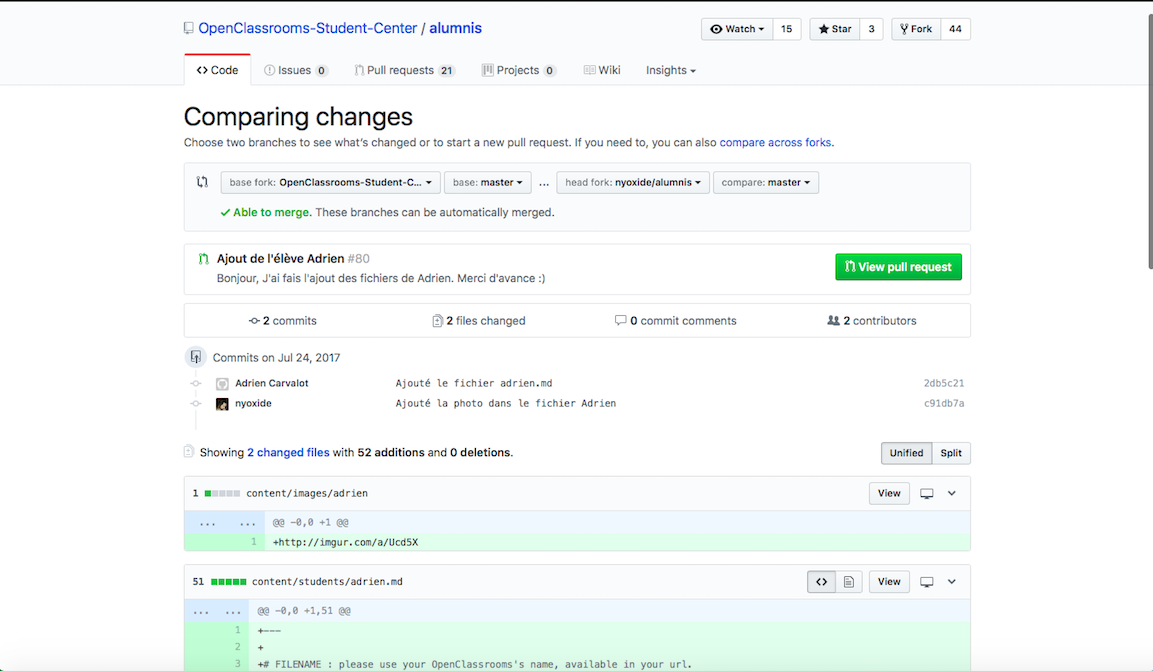 OpenClassrooms-Student-Center / alumnis Watch 15 Star 3 Fork 44
Code Issues 0 Pull requests 21 Projects 0 Wiki Insights
Comparing changes
Choose two branches to see what's changed or to start a new pull request. If you need to, you can also compare across forks.
base fork: OpenClassrooms-Student-C... base: master ... head fork: nyoxide/alumnis compare: master
Able to merge. These branches can be automatically merged.
Ajout de l'élève Adrien #80
Bonjour, J'ai fais l'ajout des fichiers de Adrien. Merci d'avance :)
View pull request
2 commits 2 files changed 0 commit comments 2 contributors
Commits on Jul 24, 2017
Adrien Carvalot Ajouté le fichier adrien.md 2db5c21
nyoxide Ajouté la photo dans le fichier Adrien c91db7a
Showing 2 changed files with 52 additions and 0 deletions. Unified Split
1 content/images/adrien View
... ... @@ -0,0 +1 @@
1 +http://imgur.com/a/Ucd5X
51 content/students/adrien.md <> View
... ... @@ -0,0 +1,51 @@
1 +---
2 +
3 +# FILENAME : please use your OpenClassrooms's name, available in your url.